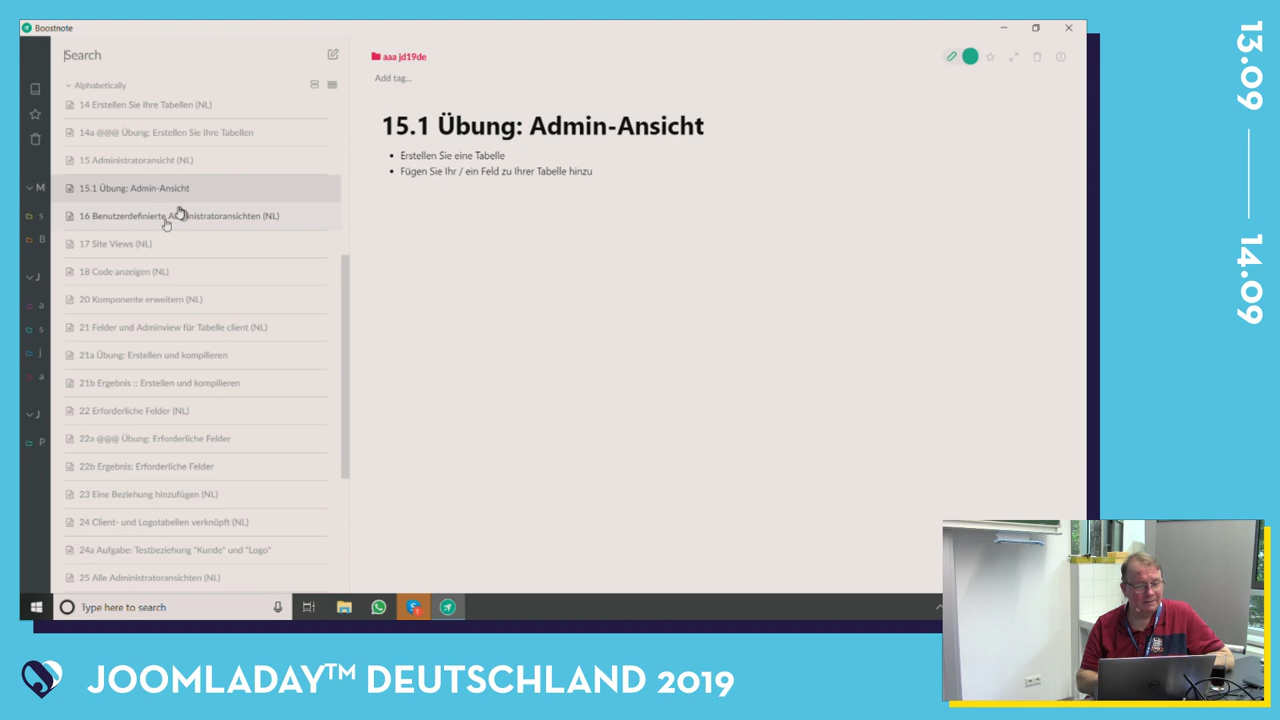 Boostnote
Search
Alphabetically
14 Erstellen Sie Ihre Tabellen (NL)
14a @@@ Übung: Erstellen Sie Ihre Tabellen
15 Administratoransicht (NL)
15.1 Übung: Admin-Ansicht
16 Benutzerdefinierte Administratoransichten (NL)
17 Site Views (NL)
18 Code anzeigen (NL)
20 Komponente erweitern (NL)
21 Felder und Adminview für Tabelle client (NL)
21a Übung: Erstellen und kompilieren
21b Ergebnis :: Erstellen und kompilieren
22 Erforderliche Felder (NL)
22a @@@ Übung: Erforderliche Felder
22b Ergebnis: Erforderliche Felder
23 Eine Beziehung hinzufügen (NL)
24 Client- und Logotabellen verknüpft (NL)
24a Aufgabe: Testbeziehung "Kunde" und "Logo"
25 Alle Administratoransichten (NL)
M
s
B
J
a
s
j
a
J
P
aaa jd19de
Add tag...
15.1 Übung: Admin-Ansicht
• Erstellen Sie eine Tabelle
• Fügen Sie Ihr / ein Feld zu Ihrer Tabelle hinzu
Type here to search
13.09
14.09
JOOMLADAY™ DEUTSCHLAND 2019